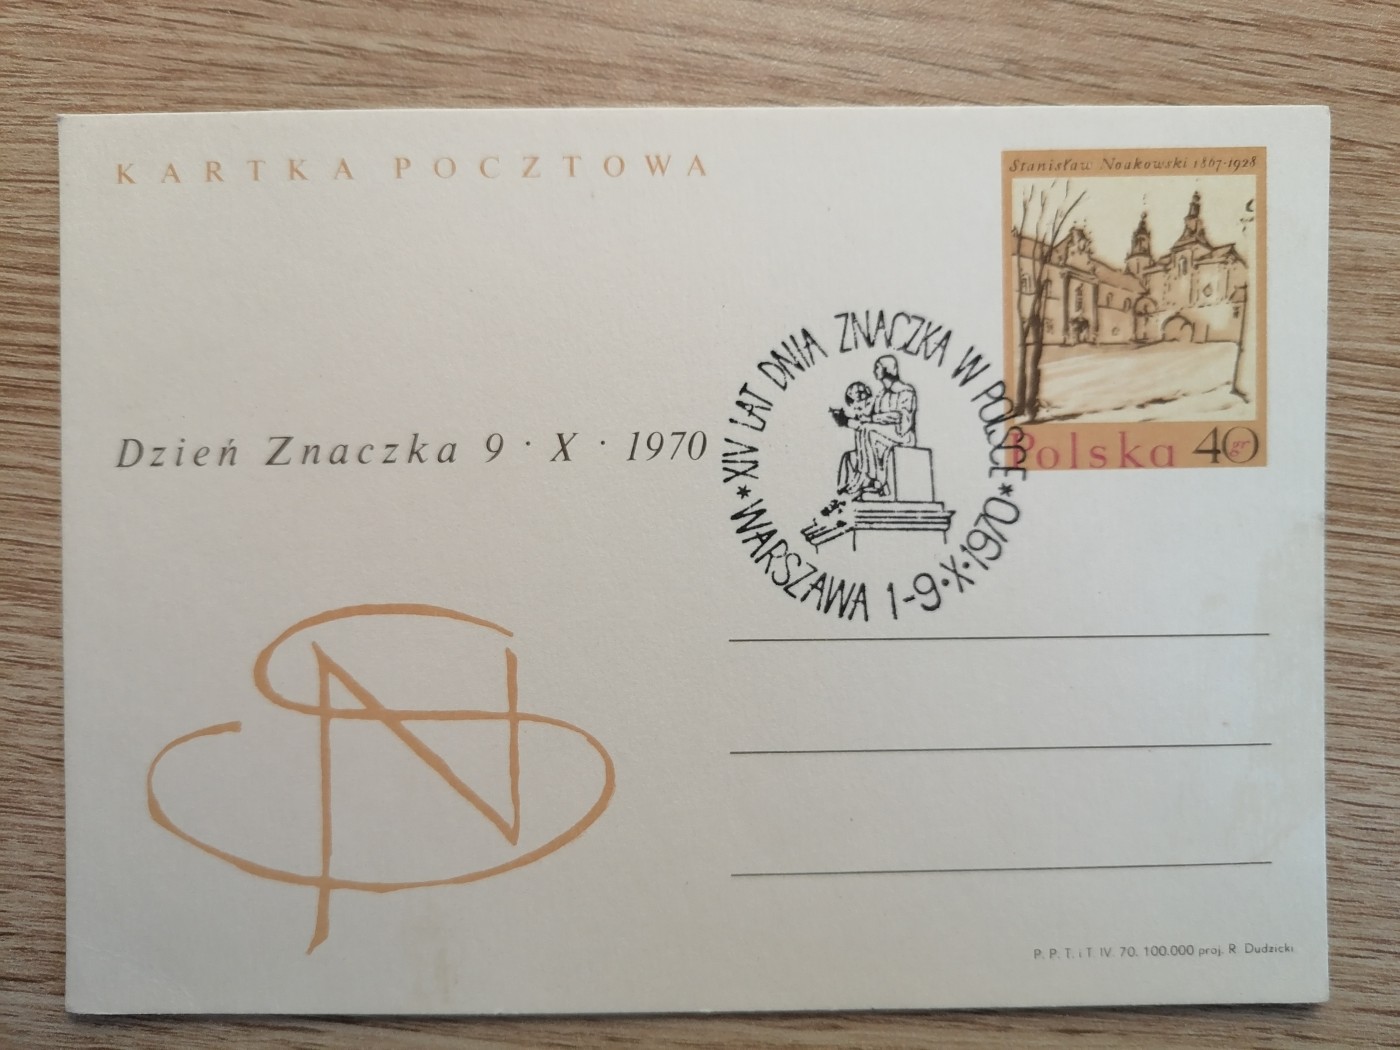 KARTKA POCZTOWA
Stanisław Noakowski 1867-1928
Polska 40 gr
*XIV LAT DNIA ZNACZKA W POLSCE*
WARSZAWA 1-9·X·1970
Dzień Znaczka 9 · X · 1970
SN
P. P. T. i T. IV. 70. 100.000 proj. R. Dudzicki